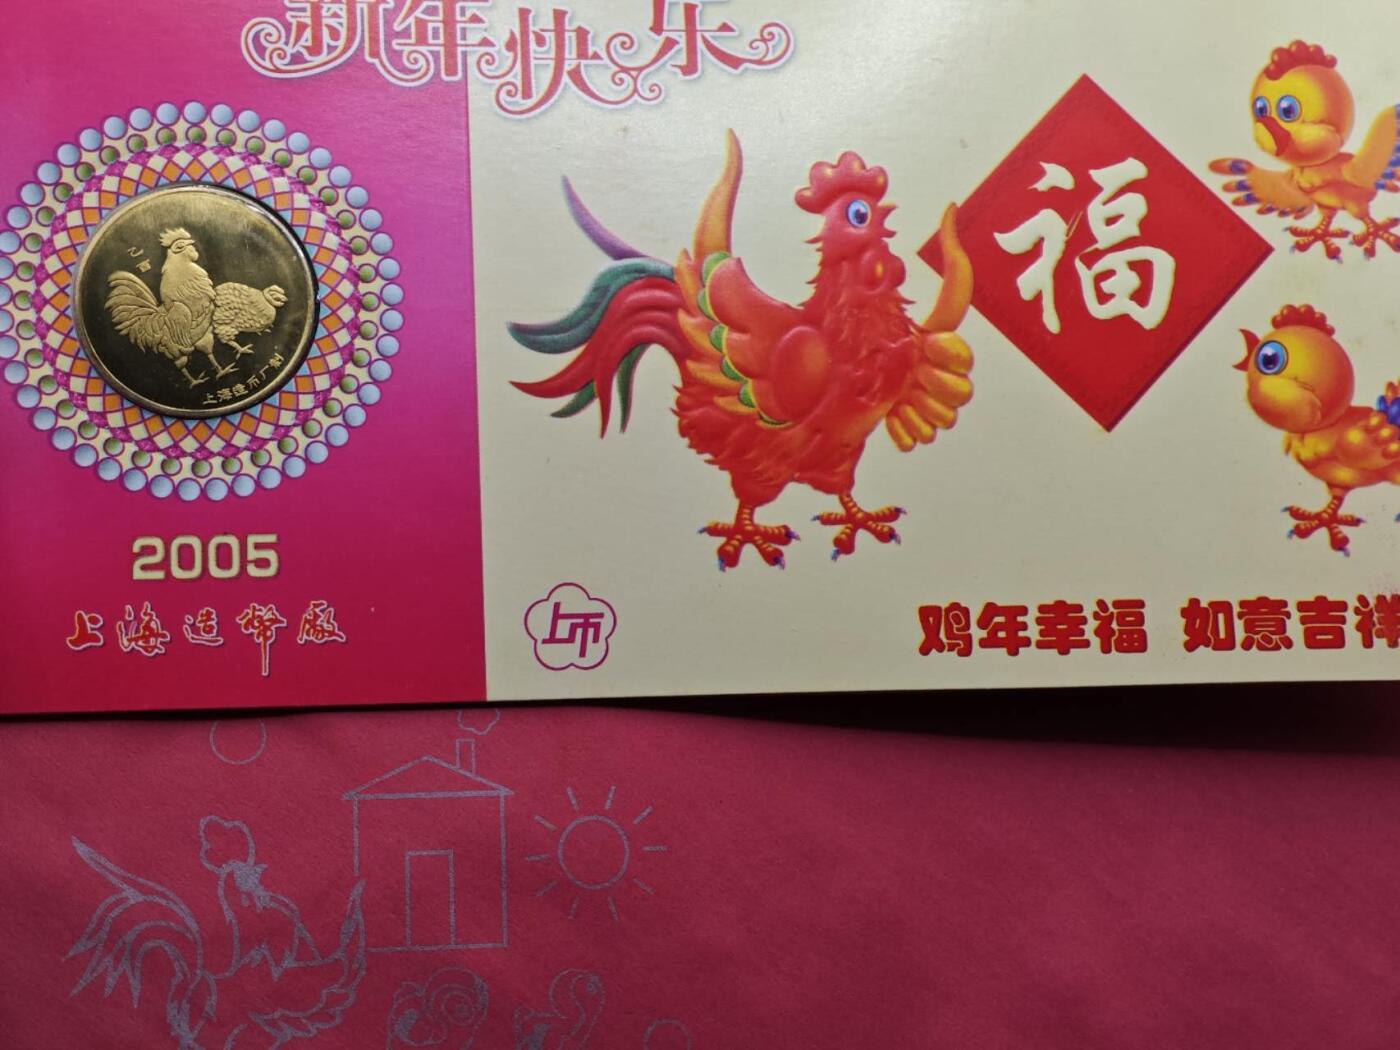 新年快乐
乙酉
上海造币厂制
福
2005
上海造幣廠
上币
鸡年幸福 如意吉祥